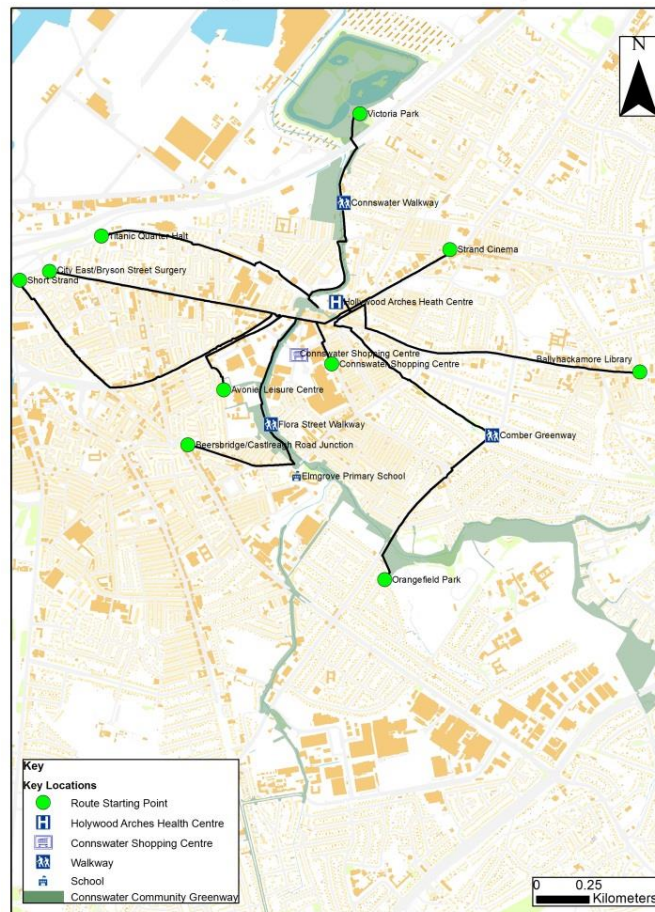 N
Victoria Park
Connswater Walkway
Titanic Quarter Halt
Strand Cinema
City East/Bryson Street Surgery
Short Strand
Hollywood Arches Heath Centre
Connswater Shopping Centre
Connswater Shopping Centre
Ballyhackamore Library
Avoniel Leisure Centre
Flora Street Walkway
Comber Greenway
Beersbridge/Castlreagh Road Junction
Elmgrove Primary School
Orangefield Park
Key
Key Locations
Route Starting Point
Holywood Arches Health Centre
Connswater Shopping Centre
Walkway
School
Connswater Community Greenway
0 0.25
Kilometers